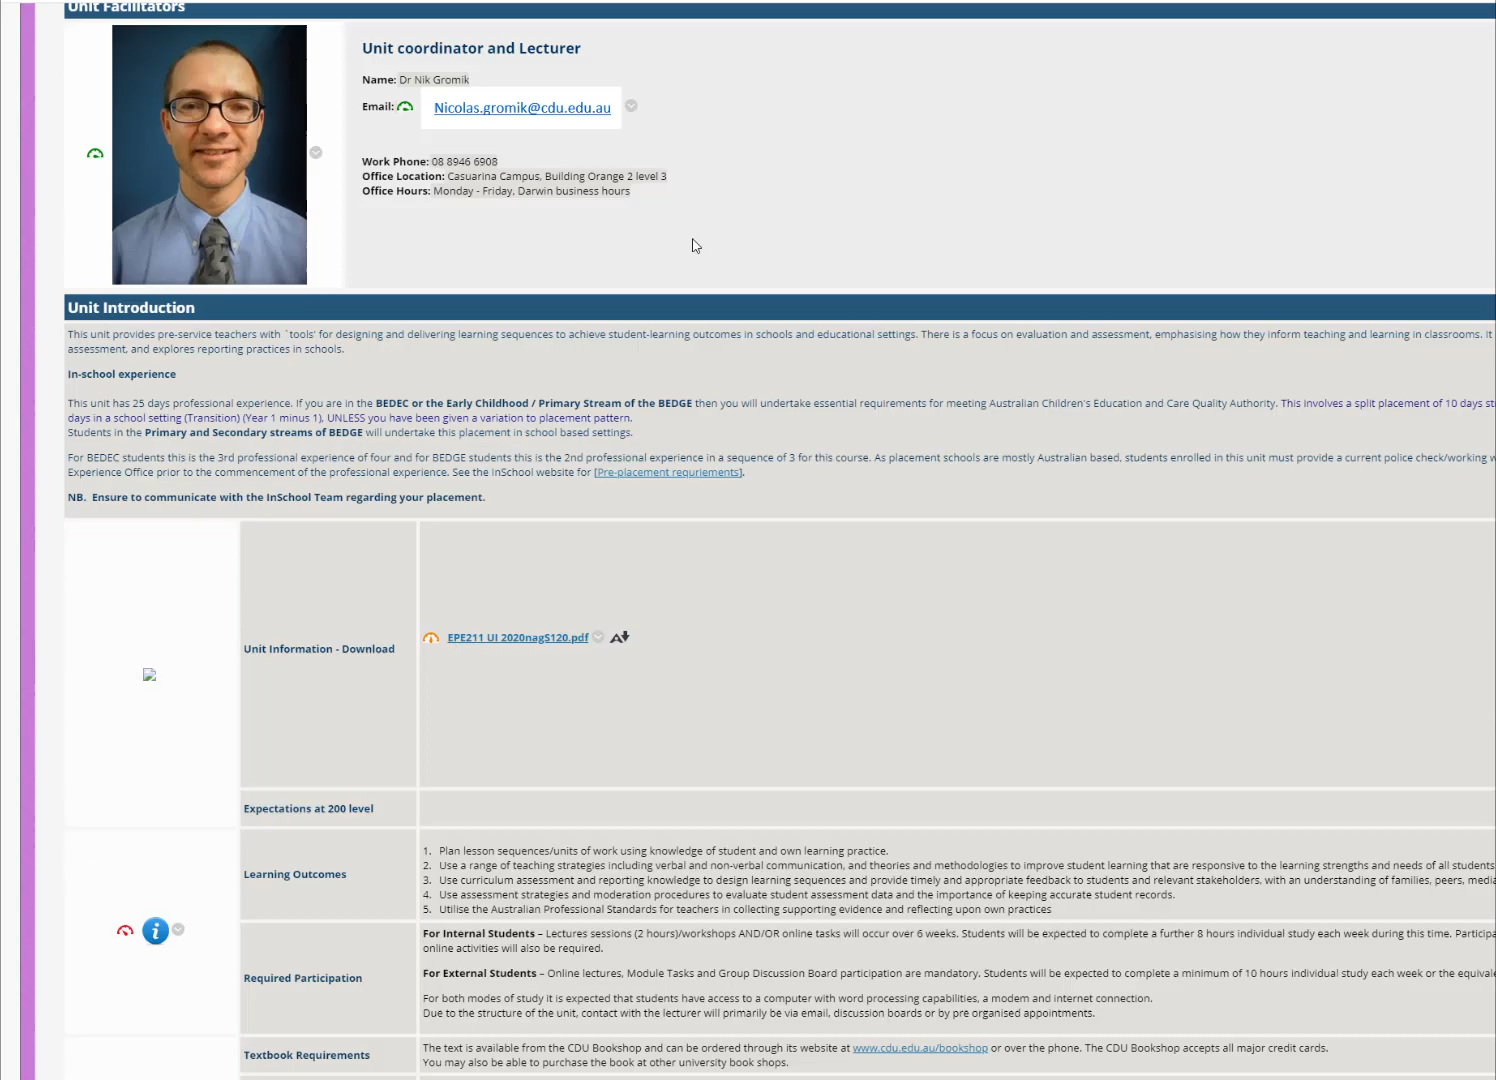 Unit Facilitators
Unit coordinator and Lecturer
Name: Dr Nik Gromik
Email: Nicolas.gromik@cdu.edu.au
Work Phone: 08 8946 6908
Office Location: Casuarina Campus, Building Orange 2 level 3
Office Hours: Monday - Friday, Darwin business hours
Unit Introduction
This unit provides pre-service teachers with `tools' for designing and delivering learning sequences to achieve student-learning outcomes in schools and educational settings. There is a focus on evaluation and assessment, emphasising how they inform teaching and learning in classrooms. It
assessment, and explores reporting practices in schools.
In-school experience
This unit has 25 days professional experience. If you are in the BEDEC or the Early Childhood / Primary Stream of the BEDGE then you will undertake essential requirements for meeting Australian Children's Education and Care Quality Authority. This involves a split placement of 10 days
days in a school setting (Transition) (Year 1 minus 1), UNLESS you have been given a variation to placement pattern.
Students in the Primary and Secondary streams of BEDGE will undertake this placement in school based settings.
For BEDEC students this is the 3rd professional experience of four and for BEDGE students this is the 2nd professional experience in a sequence of 3 for this course. As placement schools are mostly Australian based, students enrolled in this unit must provide a current police check/working
Experience Office prior to the commencement of the professional experience. See the InSchool website for [Pre-placement requriements].
NB. Ensure to communicate with the InSchool Team regarding your placement.
Unit Information - Download
EPE211 UI 2020nagS120.pdf
Expectations at 200 level
Learning Outcomes
1. Plan lesson sequences/units of work using knowledge of student and own learning practice.
2. Use a range of teaching strategies including verbal and non-verbal communication, and theories and methodologies to improve student learning that are responsive to the learning strengths and needs of all students
3. Use curriculum assessment and reporting knowledge to design learning sequences and provide timely and appropriate feedback to students and relevant stakeholders, with an understanding of families, peers,
4. Use assessment strategies and moderation procedures to evaluate student assessment data and the importance of keeping accurate student records.
5. Utilise the Australian Professional Standards for teachers in collecting supporting evidence and reflecting upon own practices
Required Participation
For Internal Students – Lectures sessions (2 hours)/workshops AND/OR online tasks will occur over 6 weeks. Students will be expected to complete a further 8 hours individual study each week during this time.
online activities will also be required.
For External Students – Online lectures, Module Tasks and Group Discussion Board participation are mandatory. Students will be expected to complete a minimum of 10 hours individual study each week or the
For both modes of study it is expected that students have access to a computer with word processing capabilities, a modem and internet connection.
Due to the structure of the unit, contact with the lecturer will primarily be via email, discussion boards or by pre organised appointments.
Textbook Requirements
The text is available from the CDU Bookshop and can be ordered through its website at www.cdu.edu.au/bookshop or over the phone. The CDU Bookshop accepts all major credit cards.
You may also be able to purchase the book at other university book shops.